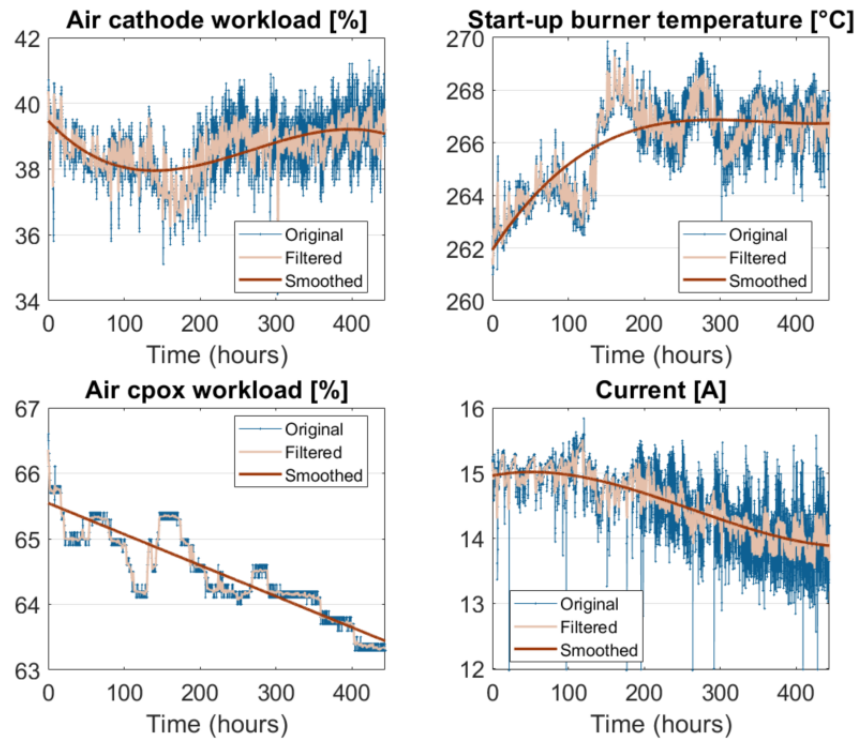 Air cathode workload [%]
42
40
38
36
34
0 100 200 300 400
Time (hours)
Original
Filtered
Smoothed
Start-up burner temperature [°C]
270
268
266
264
262
260
0 100 200 300 400
Time (hours)
Original
Filtered
Smoothed
Air cpox workload [%]
67
66
65
64
63
0 100 200 300 400
Time (hours)
Original
Filtered
Smoothed
Current [A]
16
15
14
13
12
0 100 200 300 400
Time (hours)
Original
Filtered
Smoothed